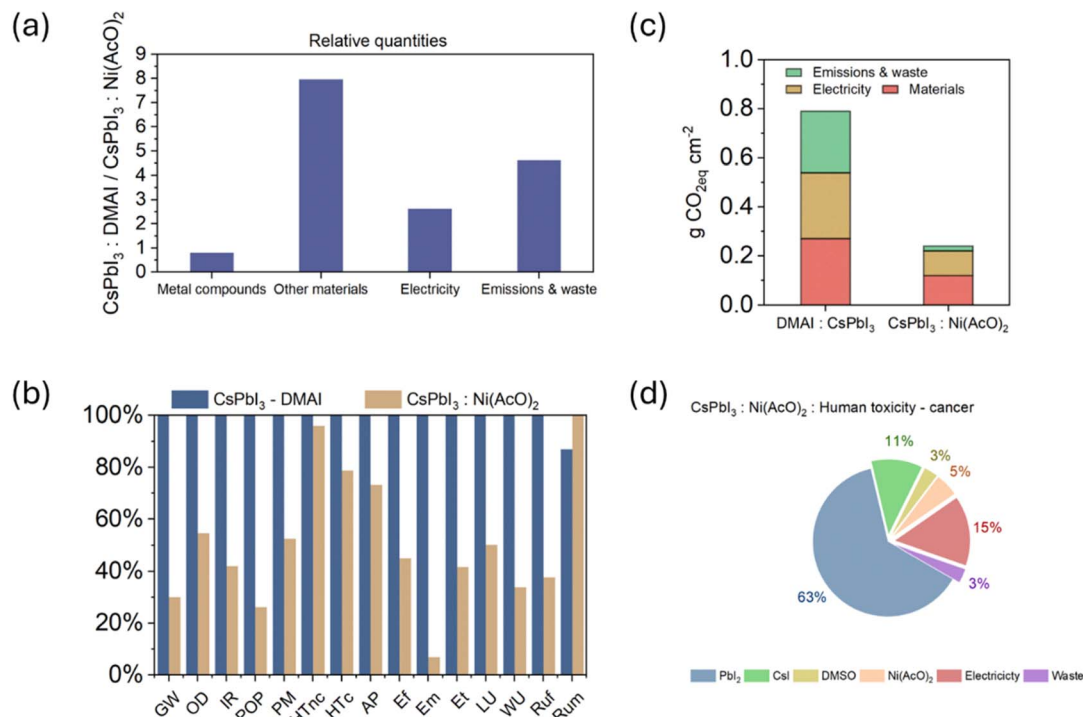 (a)
Relative quantities
CsPbI₃ : DMAI / CsPbI₃ : Ni(AcO)₂
9
8
7
6
5
4
3
2
1
0
Metal compounds Other materials Electricity Emissions & waste
(c)
g CO₂eq cm⁻²
1.0
0.8
0.6
0.4
0.2
0.0
Emissions & waste
Electricity Materials
DMAI : CsPbI₃ CsPbI₃ : Ni(AcO)₂
(b)
CsPbI₃ - DMAI CsPbI₃ : Ni(AcO)₂
100%
80%
60%
40%
20%
0%
GW OD IR POP PM HTnc HTc AP Ef Em Et LU WU Ruf Rum
(d)
CsPbI₃ : Ni(AcO)₂ : Human toxicity - cancer
11%
3%
5%
15%
3%
63%
PbI₂ CsI DMSO Ni(AcO)₂ Electricity Waste